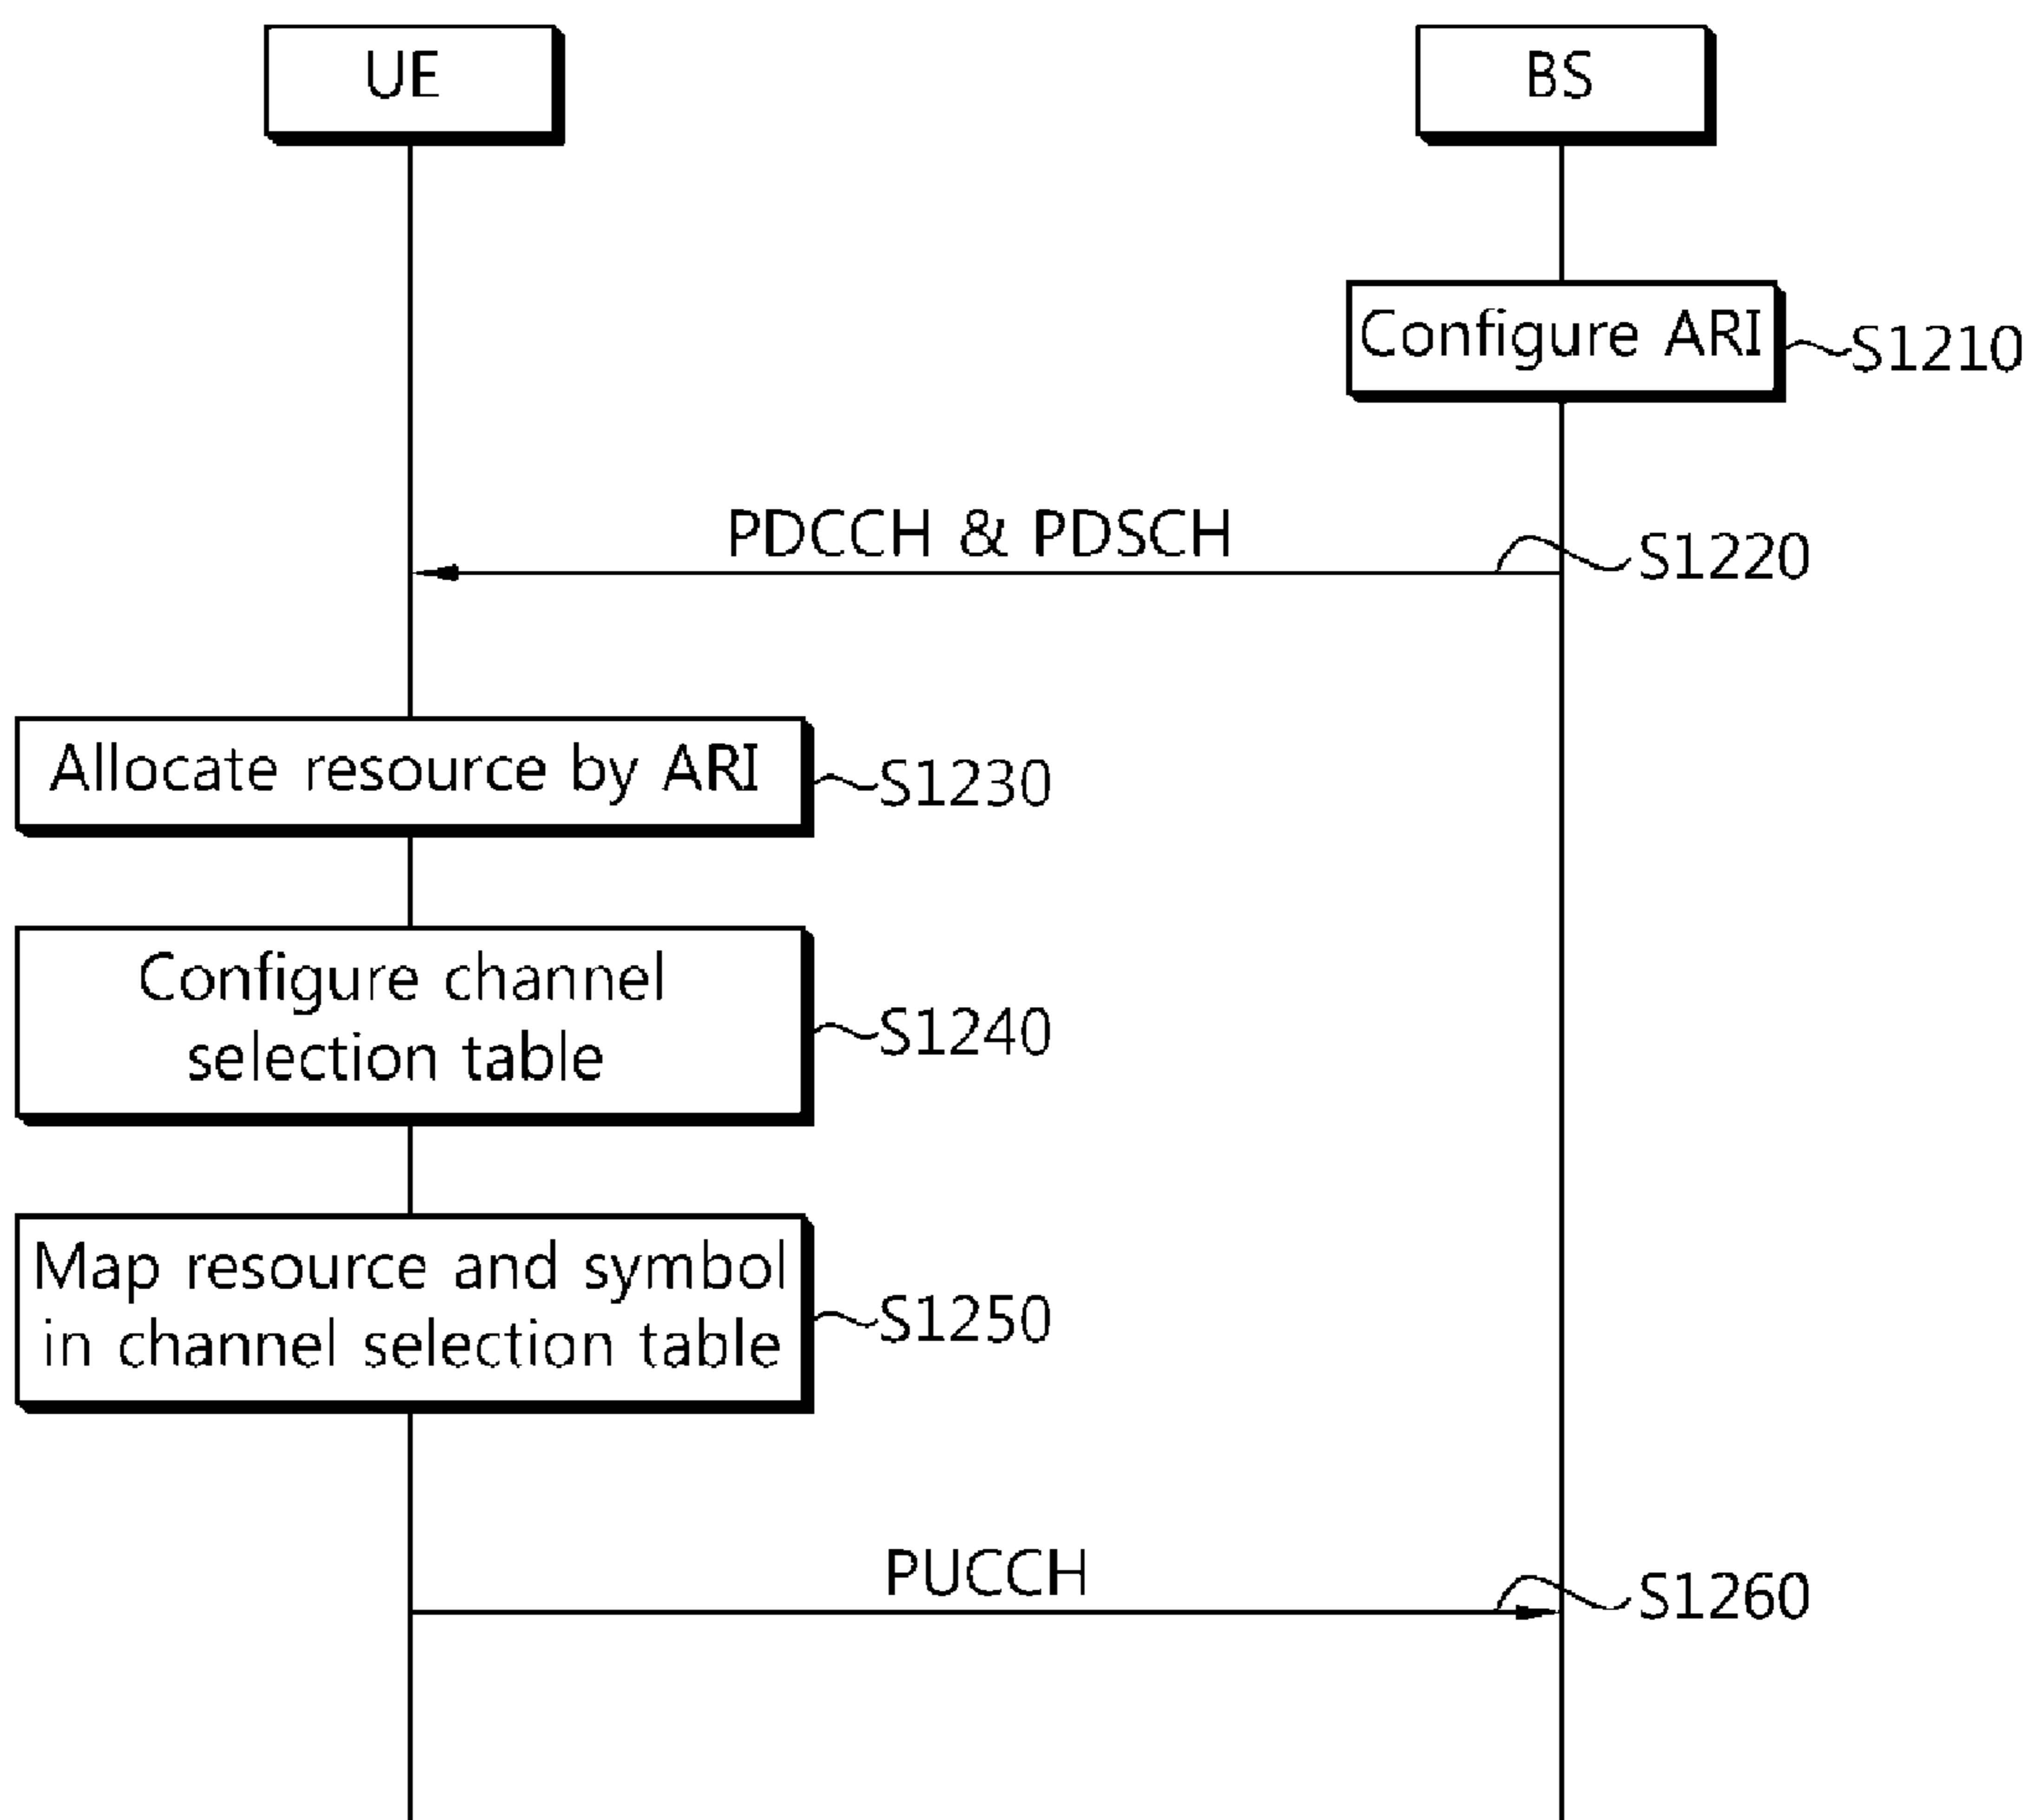 UE
BS
Configure ARI
S1210
PDCCH & PDSCH
S1220
Allocate resource by ARI
S1230
Configure channel
selection table
S1240
Map resource and symbol
in channel selection table
S1250
PUCCH
S1260